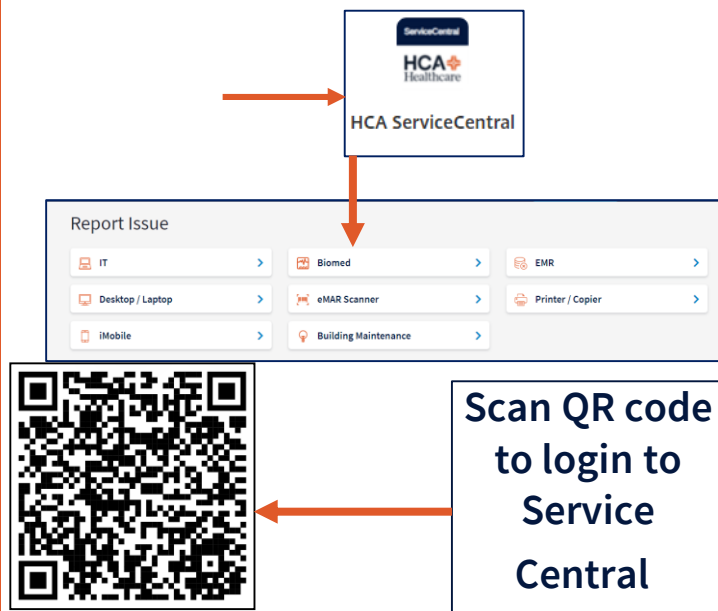 ServiceCentral
HCA
Healthcare
HCA ServiceCentral
Report Issue
IT
Biomed
EMR
Desktop / Laptop
eMAR Scanner
Printer / Copier
iMobile
Building Maintenance
Scan QR code
to login to
Service
Central